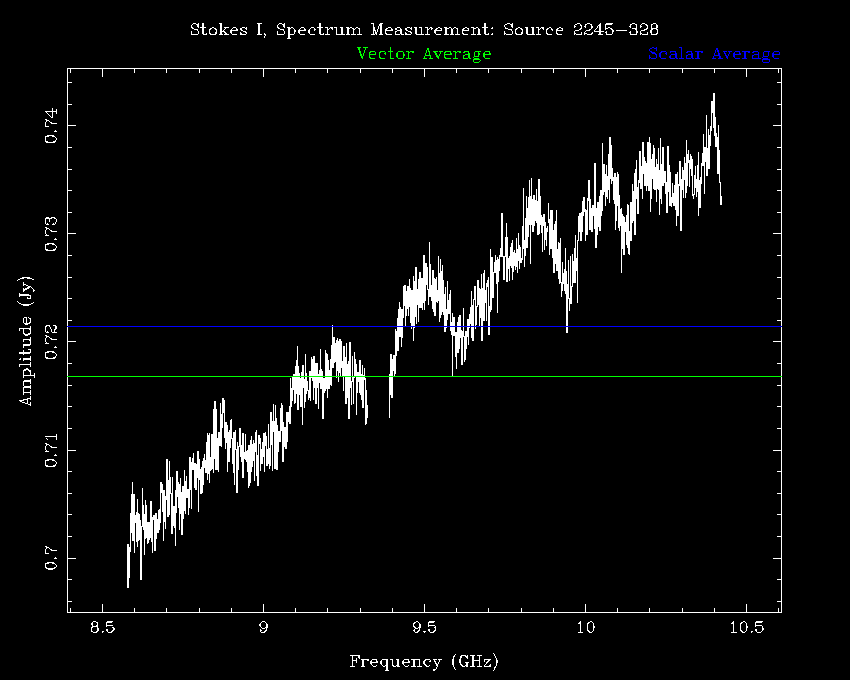 Stokes I, Spectrum Measurement: Source 2245−328
Vector Average Scalar Average
0.74
0.73
0.72
0.71
0.7
Amplitude (Jy)
8.5 9 9.5 10 10.5
Frequency (GHz)